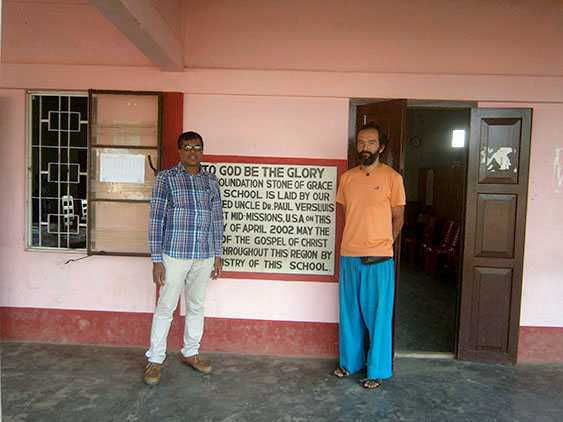 TO GOD BE THE GLORY
FOUNDATION STONE OF GRACE
SCHOOL IS LAID BY OUR
ED UNCLE DR. PAUL VERSLUIS
T MID-MISSIONS, U.S.A ON THIS
Y OF APRIL 2002. MAY THE
OF THE GOSPEL OF CHRIST
THROUGHOUT THIS REGION BY
ISTRY OF THIS SCHOOL.